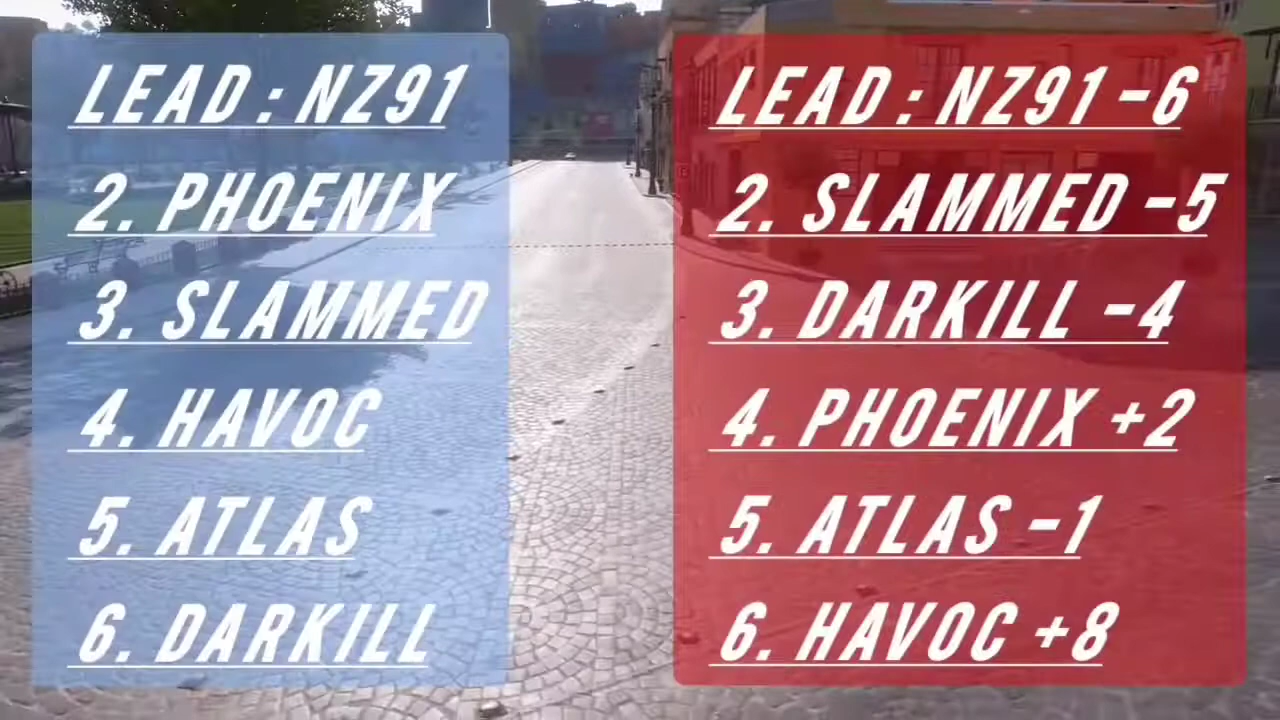 LEAD : NZ91
2. PHOENIX
3. SLAMMED
4. HAVOC
5. ATLAS
6. DARKILL
LEAD : NZ91 -6
2. SLAMMED -5
3. DARKILL -4
4. PHOENIX +2
5. ATLAS -1
6. HAVOC +8